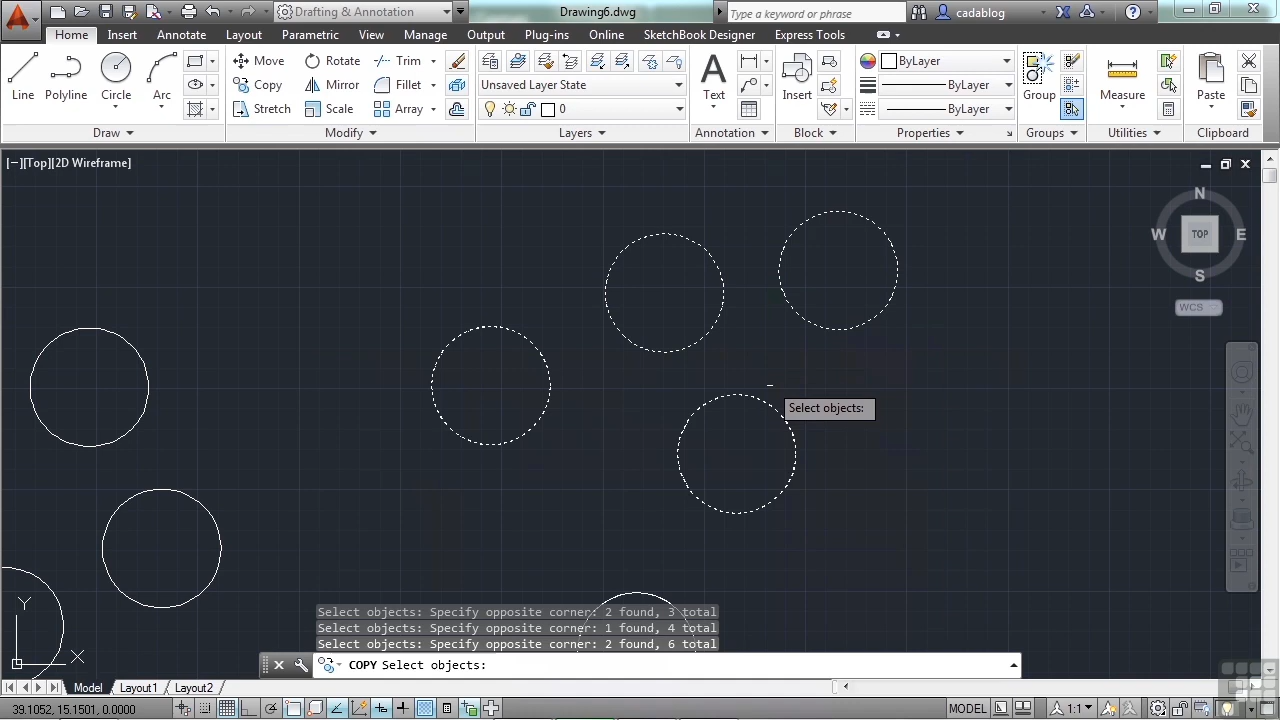 Drafting & Annotation
Drawing6.dwg
Type a keyword or phrase
cadablog
Home Insert Annotate Layout Parametric View Manage Output Plug-ins Online SketchBook Designer Express Tools
Line
Polyline
Circle
Arc
Draw
Move
Rotate
Trim
Copy
Mirror
Fillet
Stretch
Scale
Array
Modify
Unsaved Layer State
0
Layers
Text
Annotation
Insert
Block
ByLayer
ByLayer
ByLayer
Properties
Group
Groups
Measure
Utilities
Paste
Clipboard
[−][Top][2D Wireframe]
N
W TOP E
S
WCS
Select objects:
Y
X
Select objects: Specify opposite corner: 2 found, 3 total
Select objects: Specify opposite corner: 1 found, 4 total
Select objects: Specify opposite corner: 2 found, 6 total
COPY Select objects:
Model Layout1 Layout2
39.1052, 15.1501, 0.0000
MODEL
1:1